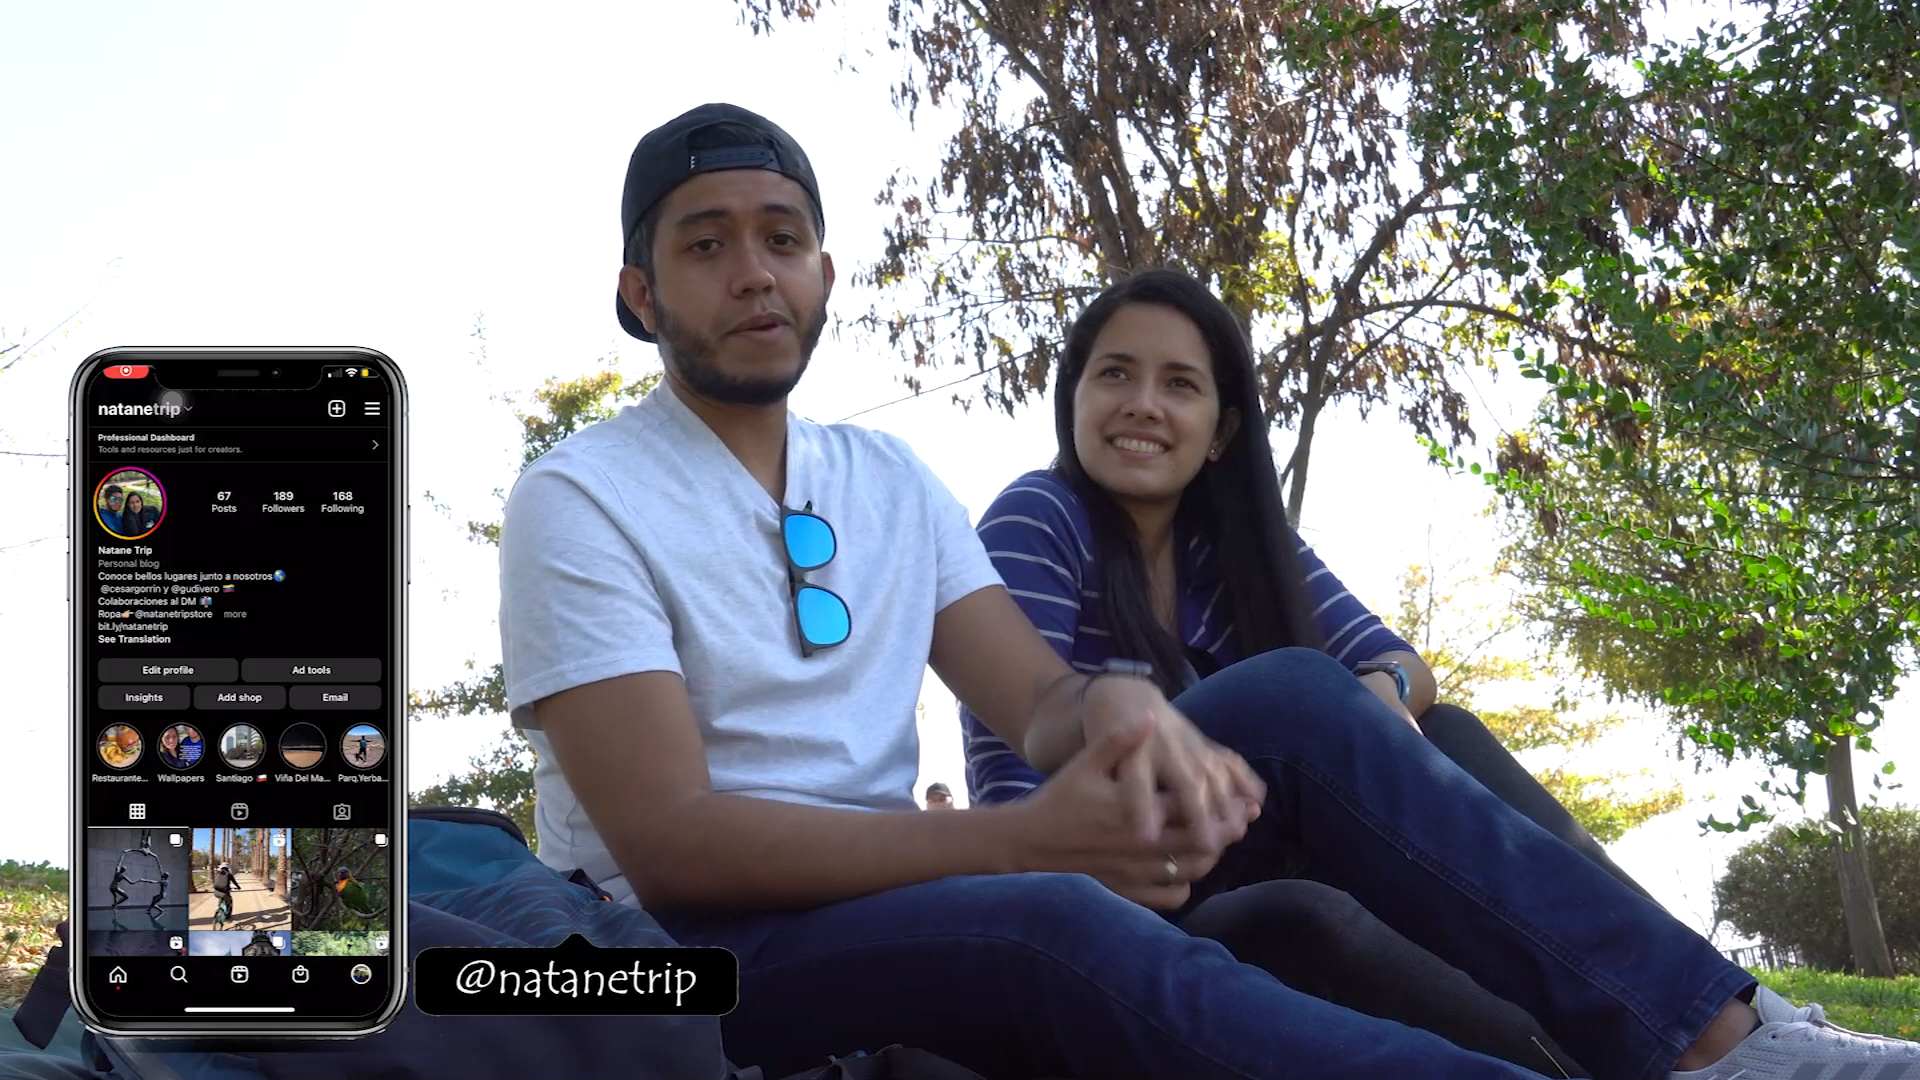 natanetrip
Professional Dashboard
Tools and resources just for creators.
67 189 168
Posts Followers Following
Natane Trip
Personal blog
Conoce bellos lugares junto a nosotros🌎
@cesargorrin y @gudivero 🇻🇪
Colaboraciones al DM 📬
Ropa👉@natanetripstore more
bit.ly/natanetrip
See Translation
Edit profile Ad tools
Insights Add shop Email
Restaurante... Wallpapers Santiago 🇨🇱 Viña Del Ma... Parq.Yerba...
@natanetrip